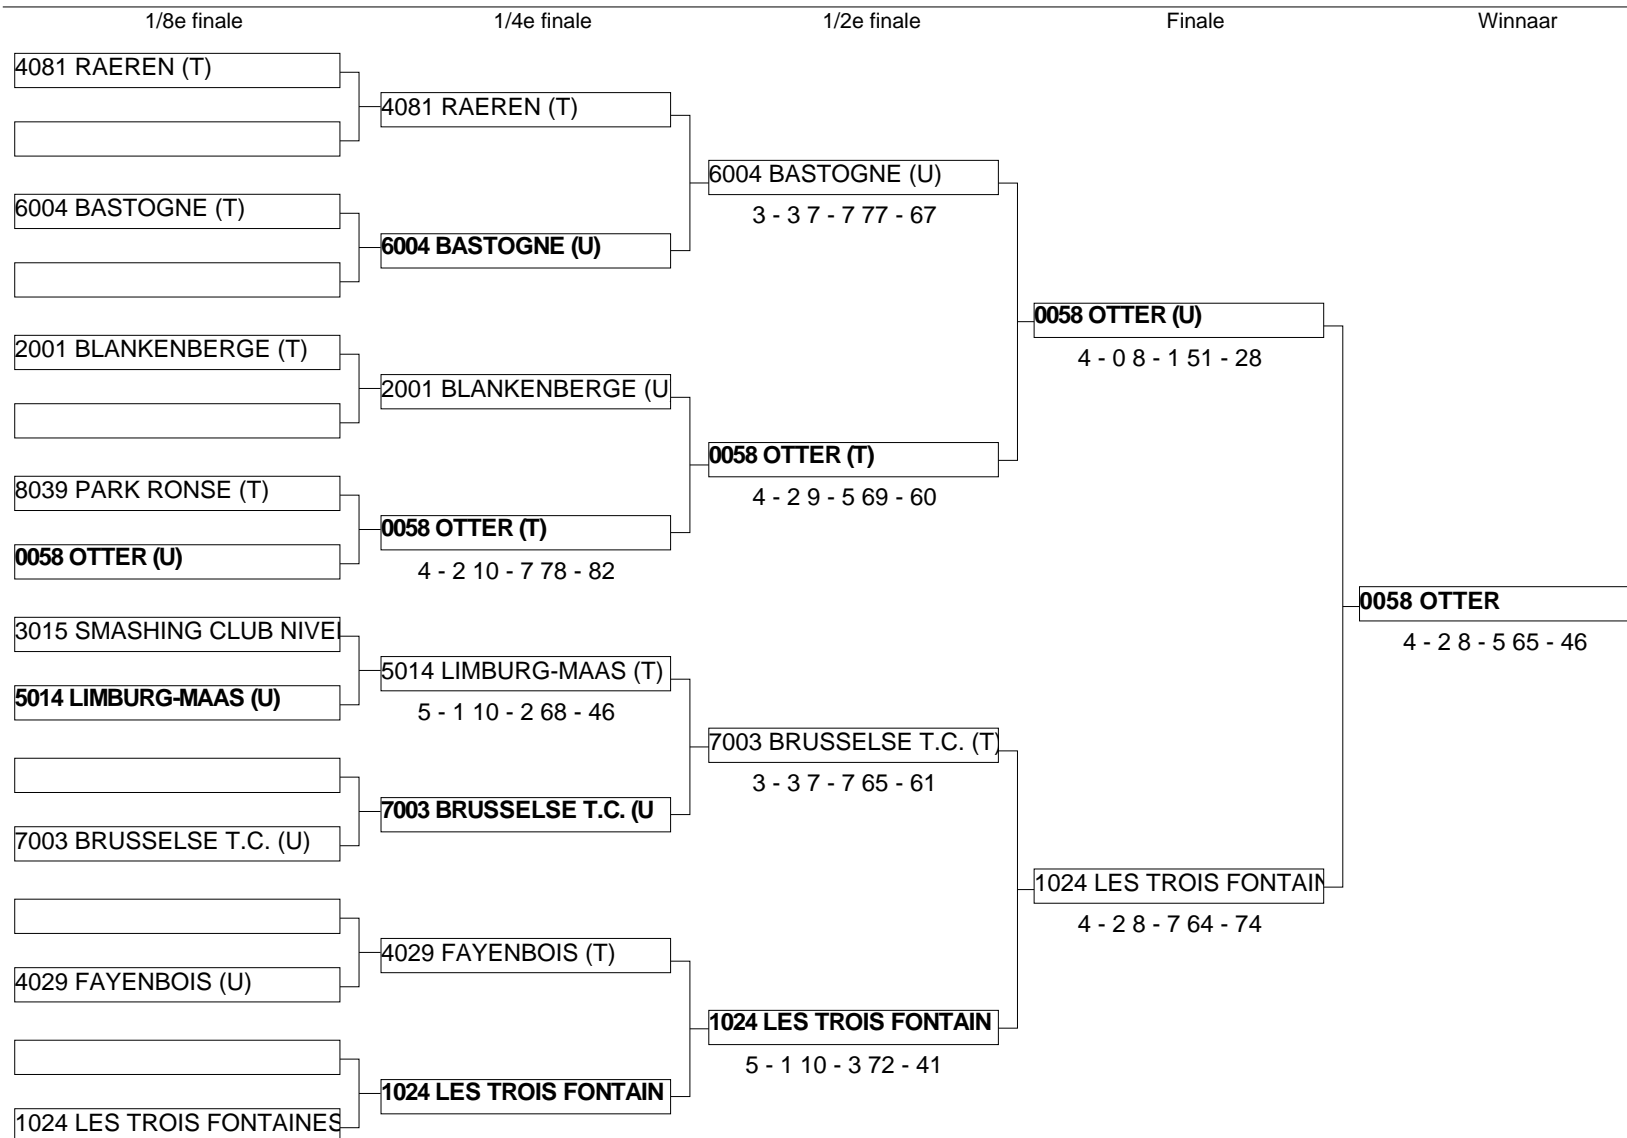 1/8e finale
1/4e finale
1/2e finale
Finale
Winnaar
4081 RAEREN (T)
6004 BASTOGNE (T)
2001 BLANKENBERGE (T)
8039 PARK RONSE (T)
0058 OTTER (U)
3015 SMASHING CLUB NIVEL
5014 LIMBURG-MAAS (U)
7003 BRUSSELSE T.C. (U)
4029 FAYENBOIS (U)
1024 LES TROIS FONTAINES
4081 RAEREN (T)
6004 BASTOGNE (U)
2001 BLANKENBERGE (U
0058 OTTER (T)
4 - 2 10 - 7 78 - 82
5014 LIMBURG-MAAS (T)
5 - 1 10 - 2 68 - 46
7003 BRUSSELSE T.C. (U
4029 FAYENBOIS (T)
1024 LES TROIS FONTAIN
6004 BASTOGNE (U)
3 - 3 7 - 7 77 - 67
0058 OTTER (T)
4 - 2 9 - 5 69 - 60
7003 BRUSSELSE T.C. (T)
3 - 3 7 - 7 65 - 61
1024 LES TROIS FONTAIN
5 - 1 10 - 3 72 - 41
0058 OTTER (U)
4 - 0 8 - 1 51 - 28
1024 LES TROIS FONTAIN
4 - 2 8 - 7 64 - 74
0058 OTTER
4 - 2 8 - 5 65 - 46